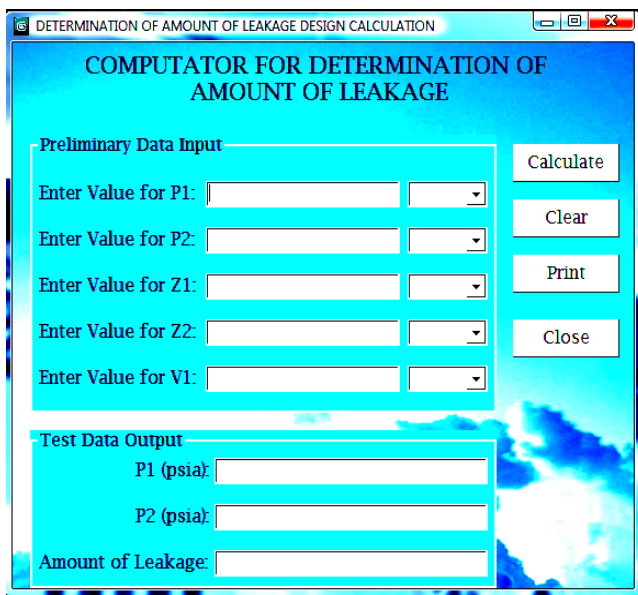 DETERMINATION OF AMOUNT OF LEAKAGE DESIGN CALCULATION
COMPUTATOR FOR DETERMINATION OF
AMOUNT OF LEAKAGE
Preliminary Data Input
Enter Value for P1:
Enter Value for P2:
Enter Value for Z1:
Enter Value for Z2:
Enter Value for V1:
Calculate
Clear
Print
Close
Test Data Output
P1 (psia):
P2 (psia):
Amount of Leakage: